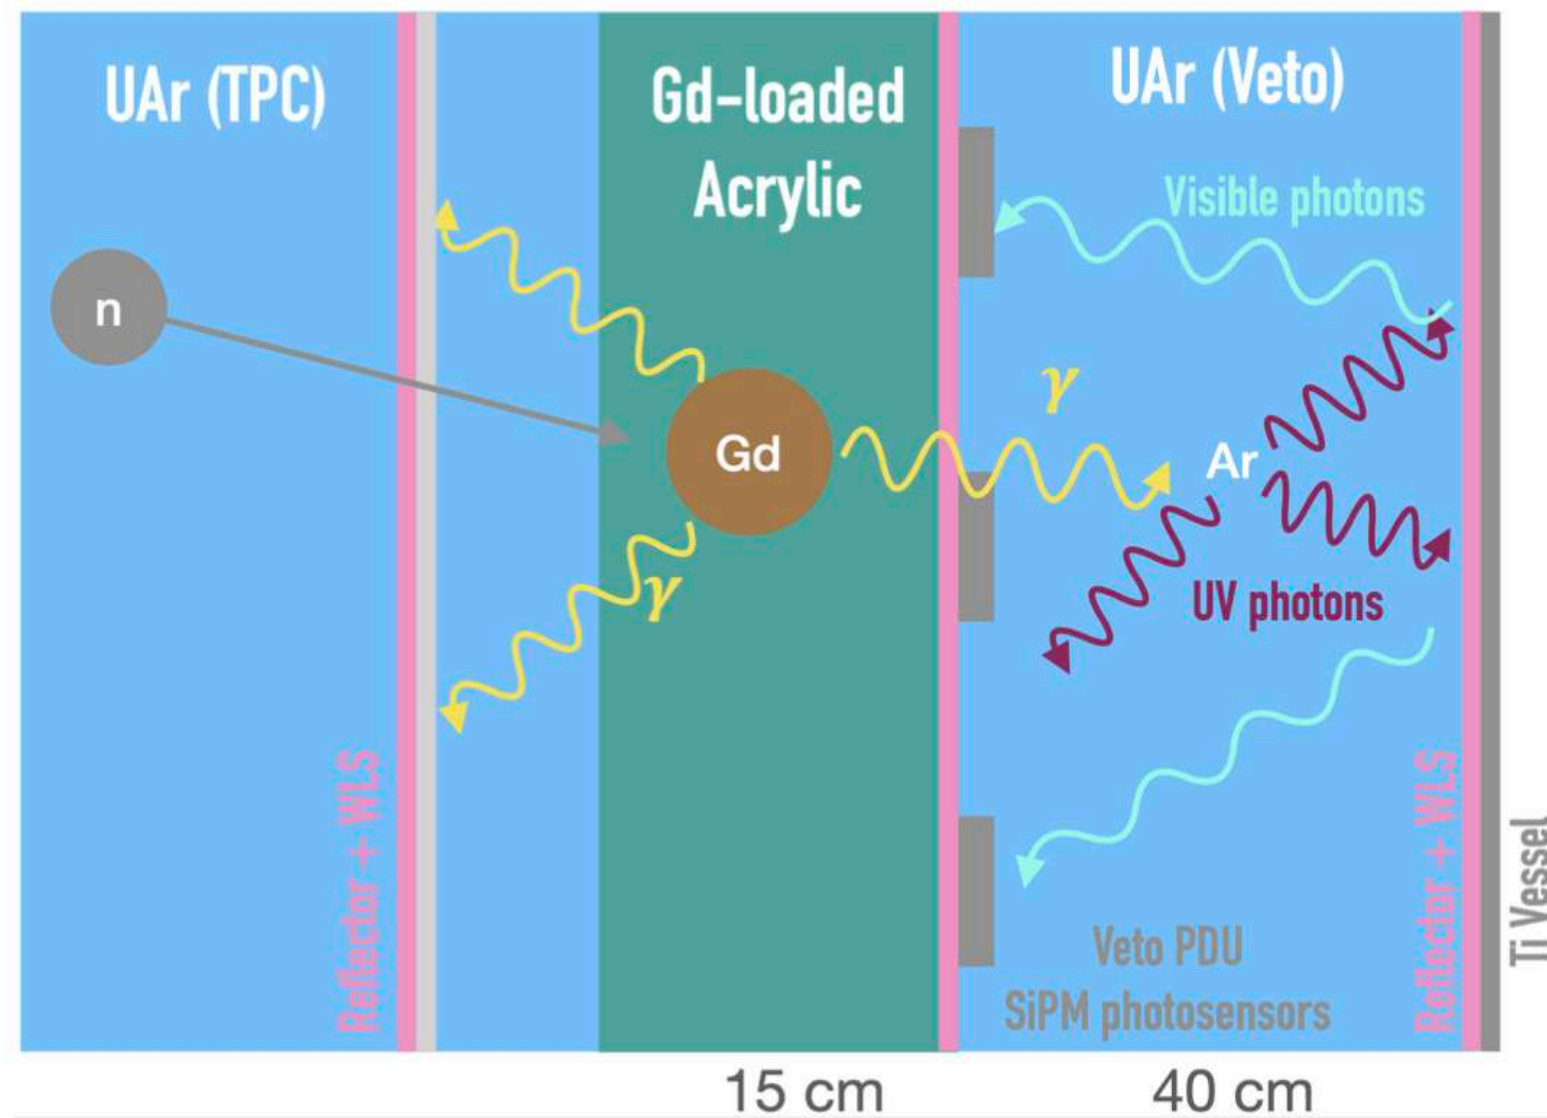 UAr (TPC)
Gd-loaded
Acrylic
UAr (Veto)
Visible photons
n
γ
Gd
Ar
γ
UV photons
Reflector + WLS
Reflector + WLS
Ti Vessel
Veto PDU
SiPM photosensors
15 cm
40 cm